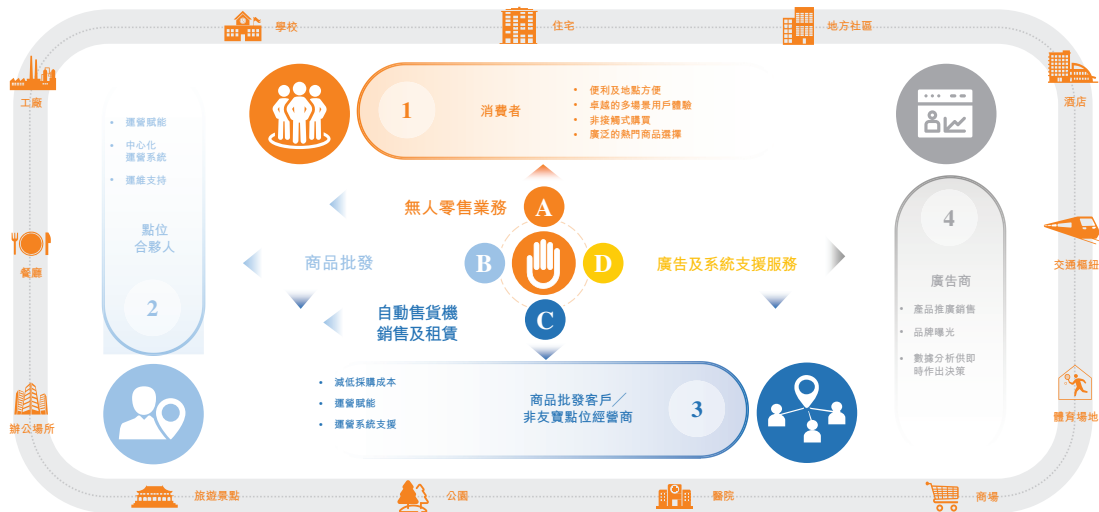 學校
住宅
地方社區
工廠
酒店
1
消費者
• 便利及地點方便
• 卓越的多場景用戶體驗
• 非接觸式購買
• 廣泛的熱門商品選擇
• 運營賦能
• 中心化
運營系統
• 運維支持
點位
合夥人
2
無人零售業務
A
商品批發
B
D
廣告及系統支援服務
自動售貨機
銷售及租賃
C
4
廣告商
• 產品推廣銷售
• 品牌曝光
• 數據分析供即
時作出決策
餐廳
交通樞紐
• 減低採購成本
• 運營賦能
• 運營系統支援
商品批發客戶／
非友寶點位經營商
3
辦公場所
體育場地
旅遊景點
公園
醫院
商場